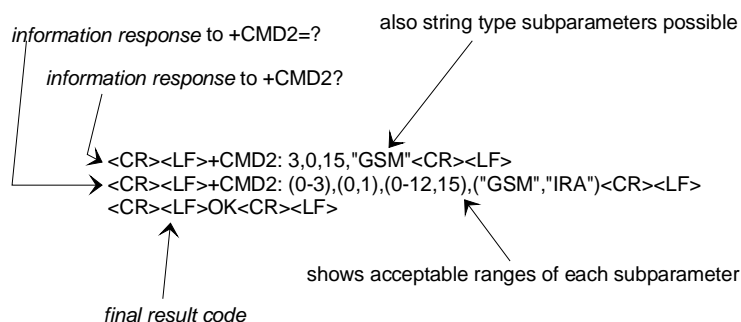 also string type subparameters possible
information response to +CMD2=?
information response to +CMD2?
<CR><LF>+CMD2: 3,0,15,"GSM"<CR><LF>
<CR><LF>+CMD2: (0-3),(0,1),(0-12,15),("GSM","IRA")<CR><LF>
<CR><LF>OK<CR><LF>
shows acceptable ranges of each subparameter
final result code